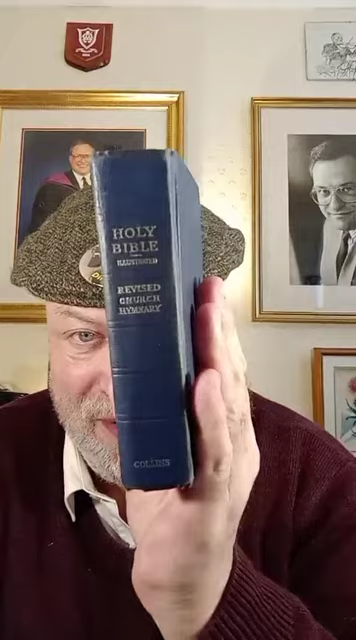 HOLY
BIBLE
ILLUSTRATED
REVISED
CHURCH
HYMNARY
COLLINS